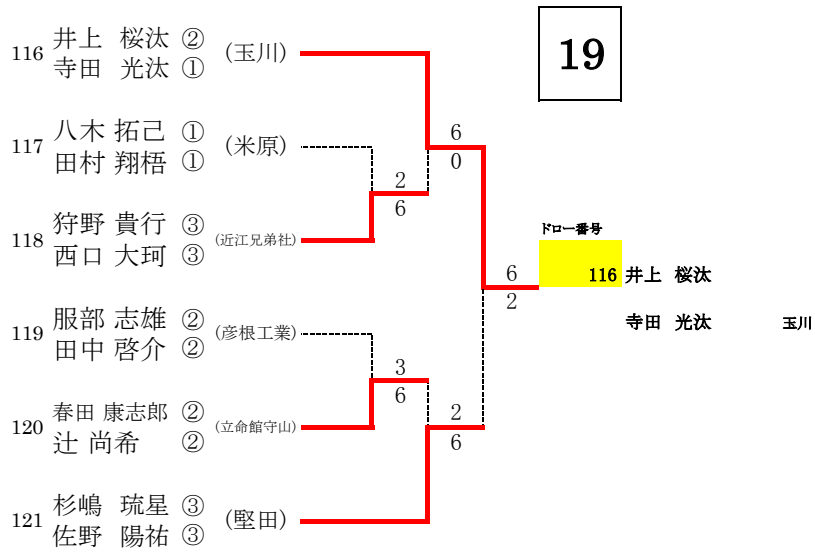 19
116 井上 桜汰 ② (玉川)
寺田 光汰 ①
6
0
117 八木 拓己 ① (米原)
田村 翔梧 ①
2
6
118 狩野 貴行 ③ (近江兄弟社)
西口 大珂 ③
ドロー番号
6
2
116 井上 桜汰
寺田 光汰 玉川
119 服部 志雄 ② (彦根工業)
田中 啓介 ②
3
6
120 春田 康志郎 ② (立命館守山)
辻 尚希 ②
2
6
121 杉嶋 琉星 ③ (堅田)
佐野 陽祐 ③